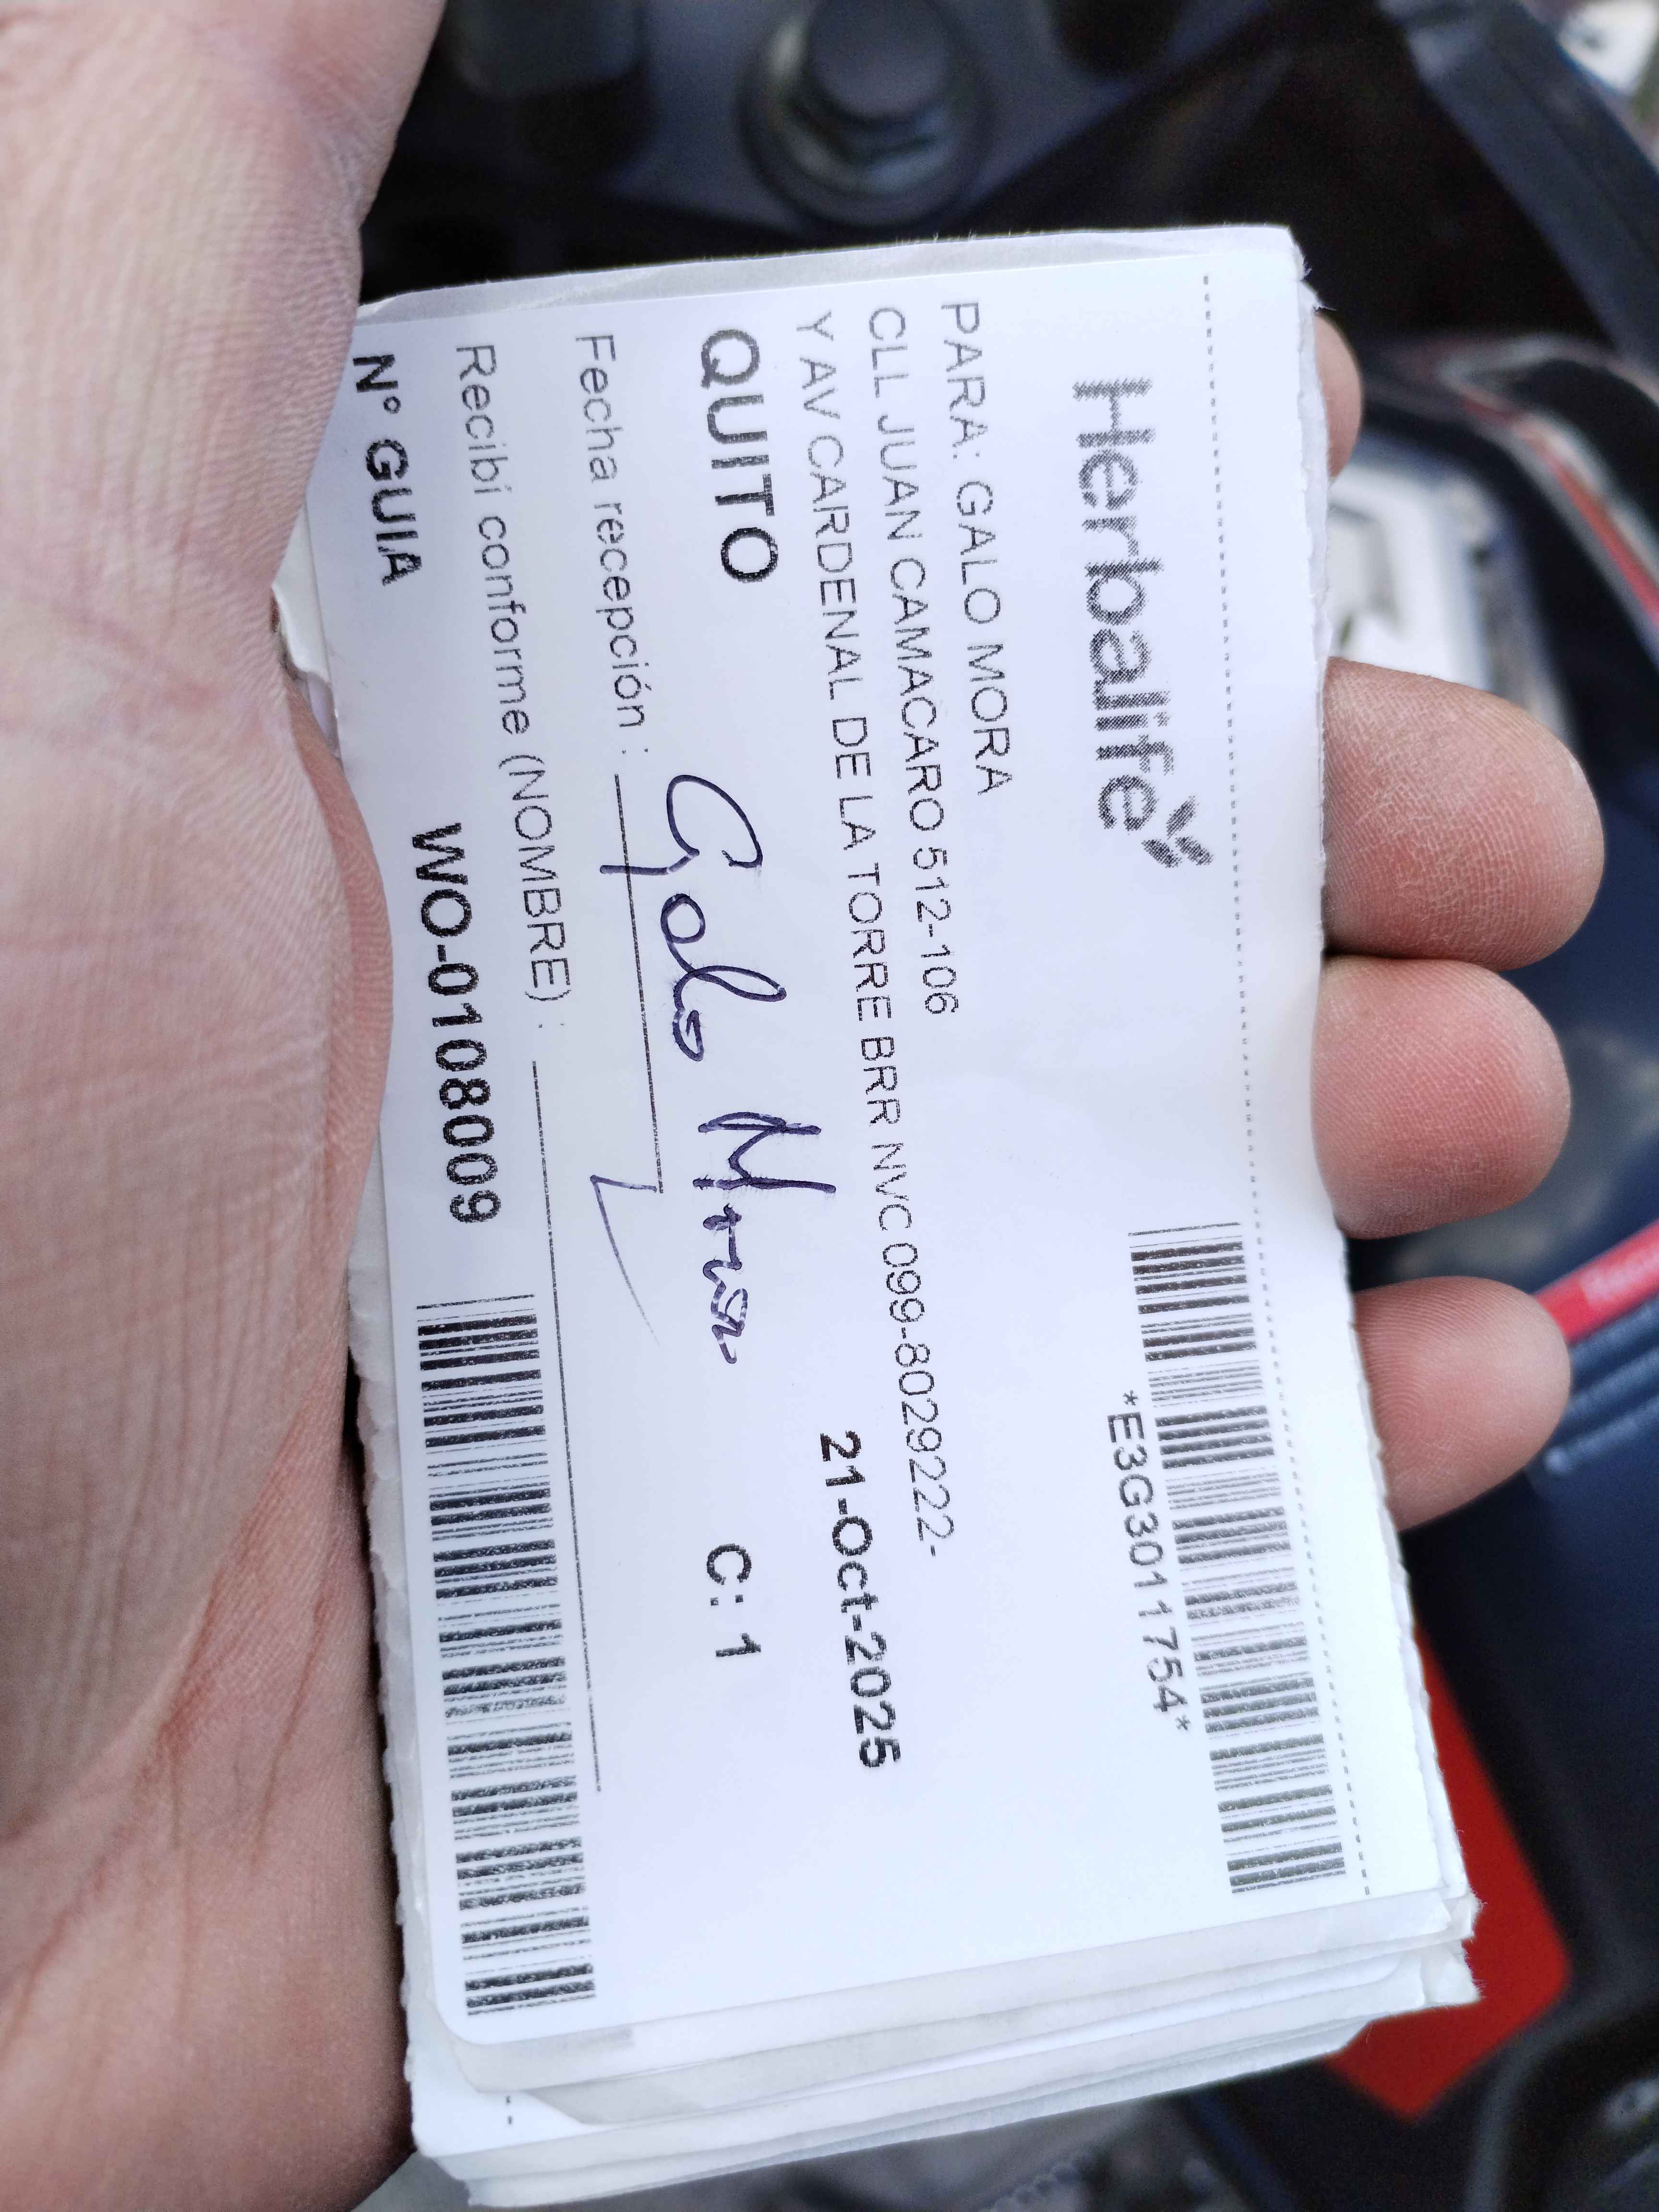 Herbalife
*E3G3011754*
PARA: GALO MORA
CLL JUAN CAMACARO 512-106
Y AV CARDENAL DE LA TORRE BRR NVC 099-8029222-
21-Oct-2025
QUITO
C: 1
Galo Mora
Fecha recepción :
Recibí conforme (NOMBRE) :
N° GUIA WO-0108009